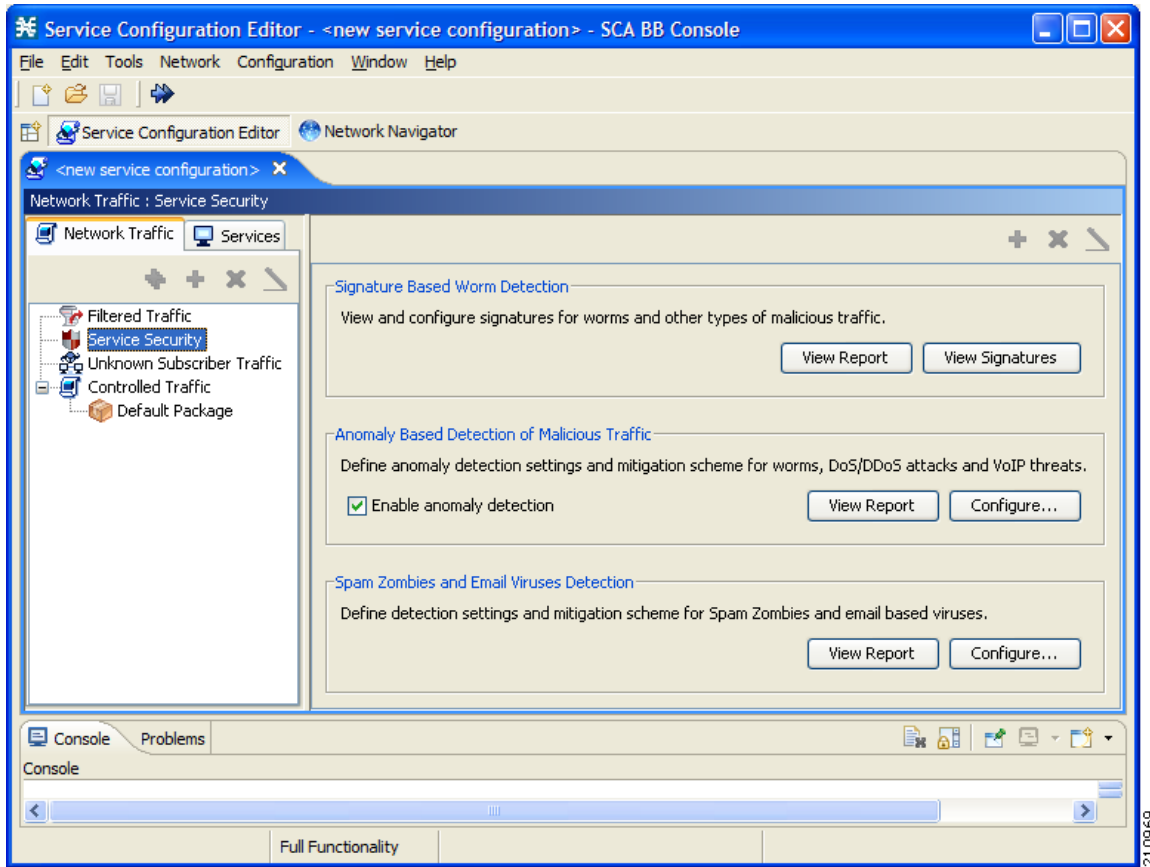 Service Configuration Editor - <new service configuration> - SCA BB Console
File Edit Tools Network Configuration Window Help
Service Configuration Editor Network Navigator
<new service configuration>
Network Traffic : Service Security
Network Traffic Services
Filtered Traffic
Service Security
Unknown Subscriber Traffic
Controlled Traffic
Default Package
Signature Based Worm Detection
View and configure signatures for worms and other types of malicious traffic.
View Report View Signatures
Anomaly Based Detection of Malicious Traffic
Define anomaly detection settings and mitigation scheme for worms, DoS/DDoS attacks and VoIP threats.
Enable anomaly detection View Report Configure...
Spam Zombies and Email Viruses Detection
Define detection settings and mitigation scheme for Spam Zombies and email based viruses.
View Report Configure...
Console Problems
Console
Full Functionality
210969